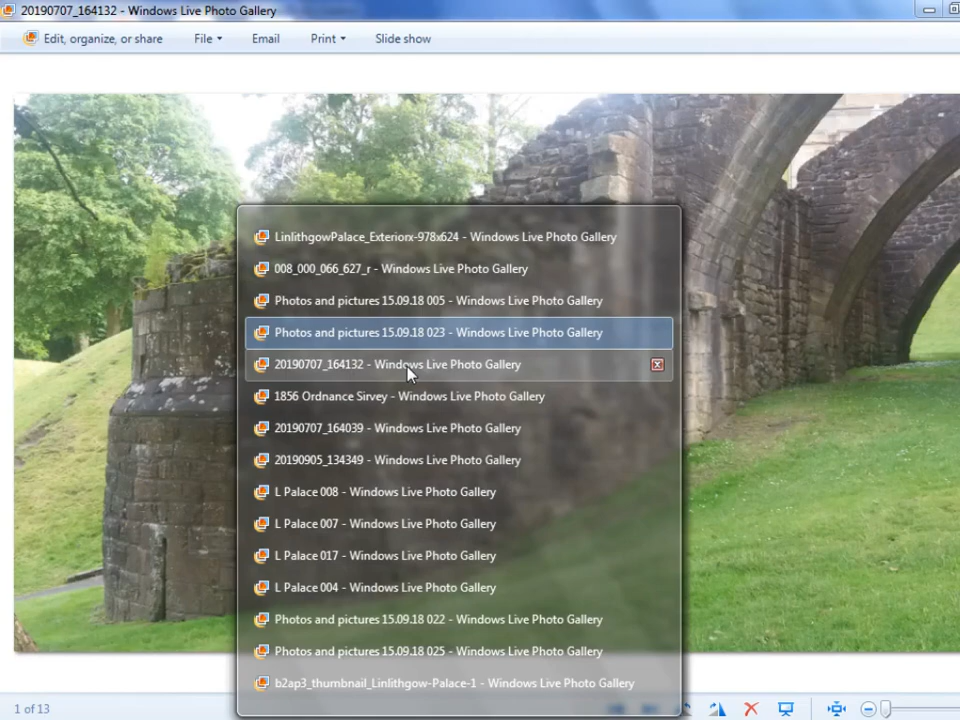 20190707_164132 - Windows Live Photo Gallery
Edit, organize, or share File Email Print Slide show
LinlithgowPalace_Exteriorx-978x624 - Windows Live Photo Gallery
008_000_066_627_r - Windows Live Photo Gallery
Photos and pictures 15.09.18 005 - Windows Live Photo Gallery
Photos and pictures 15.09.18 023 - Windows Live Photo Gallery
20190707_164132 - Windows Live Photo Gallery
1856 Ordnance Sirvey - Windows Live Photo Gallery
20190707_164039 - Windows Live Photo Gallery
20190905_134349 - Windows Live Photo Gallery
L Palace 008 - Windows Live Photo Gallery
L Palace 007 - Windows Live Photo Gallery
L Palace 017 - Windows Live Photo Gallery
L Palace 004 - Windows Live Photo Gallery
Photos and pictures 15.09.18 022 - Windows Live Photo Gallery
Photos and pictures 15.09.18 025 - Windows Live Photo Gallery
b2ap3_thumbnail_Linlithgow-Palace-1 - Windows Live Photo Gallery
1 of 13